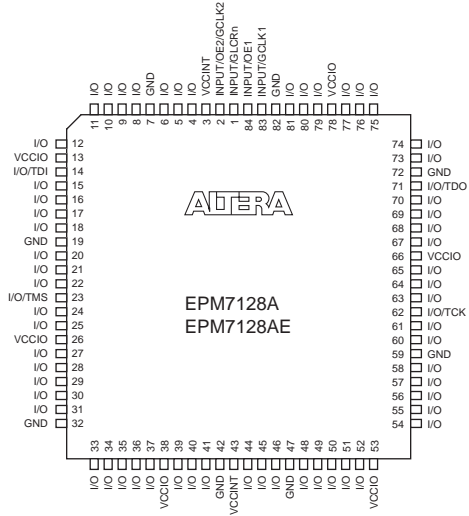 I/O I/O I/O I/O GND I/O I/O I/O VCCINT INPUT/OE2/GCLK2 INPUT/GLCRn INPUT/OE1 INPUT/GCLK1 GND I/O I/O I/O VCCIO I/O I/O I/O
11 10 9 8 7 6 5 4 3 2 1 84 83 82 81 80 79 78 77 76 75
I/O 12
VCCIO 13
I/O/TDI 14
I/O 15
I/O 16
I/O 17
I/O 18
GND 19
I/O 20
I/O 21
I/O 22
I/O/TMS 23
I/O 24
I/O 25
VCCIO 26
I/O 27
I/O 28
I/O 29
I/O 30
I/O 31
GND 32
ALTERA
EPM7128A
EPM7128AE
74 I/O
73 I/O
72 GND
71 I/O/TDO
70 I/O
69 I/O
68 I/O
67 I/O
66 VCCIO
65 I/O
64 I/O
63 I/O
62 I/O/TCK
61 I/O
60 I/O
59 GND
58 I/O
57 I/O
56 I/O
55 I/O
54 I/O
33 34 35 36 37 38 39 40 41 42 43 44 45 46 47 48 49 50 51 52 53
I/O I/O I/O I/O I/O VCCIO I/O I/O I/O GND VCCINT I/O I/O I/O GND I/O I/O I/O I/O I/O VCCIO